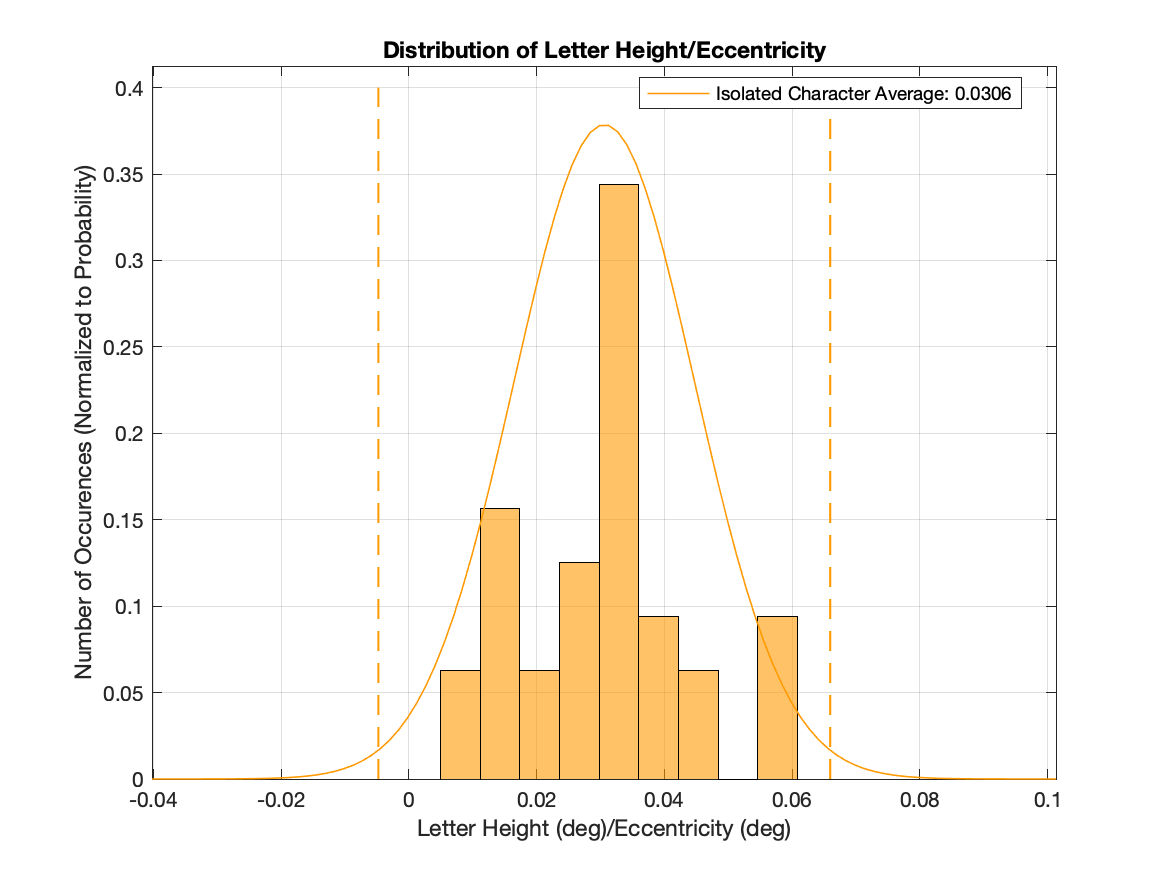 Distribution of Letter Height/Eccentricity
Isolated Character Average: 0.0306
Number of Occurences (Normalized to Probability)
0.4
0.35
0.3
0.25
0.2
0.15
0.1
0.05
0
-0.04 -0.02 0 0.02 0.04 0.06 0.08 0.1
Letter Height (deg)/Eccentricity (deg)